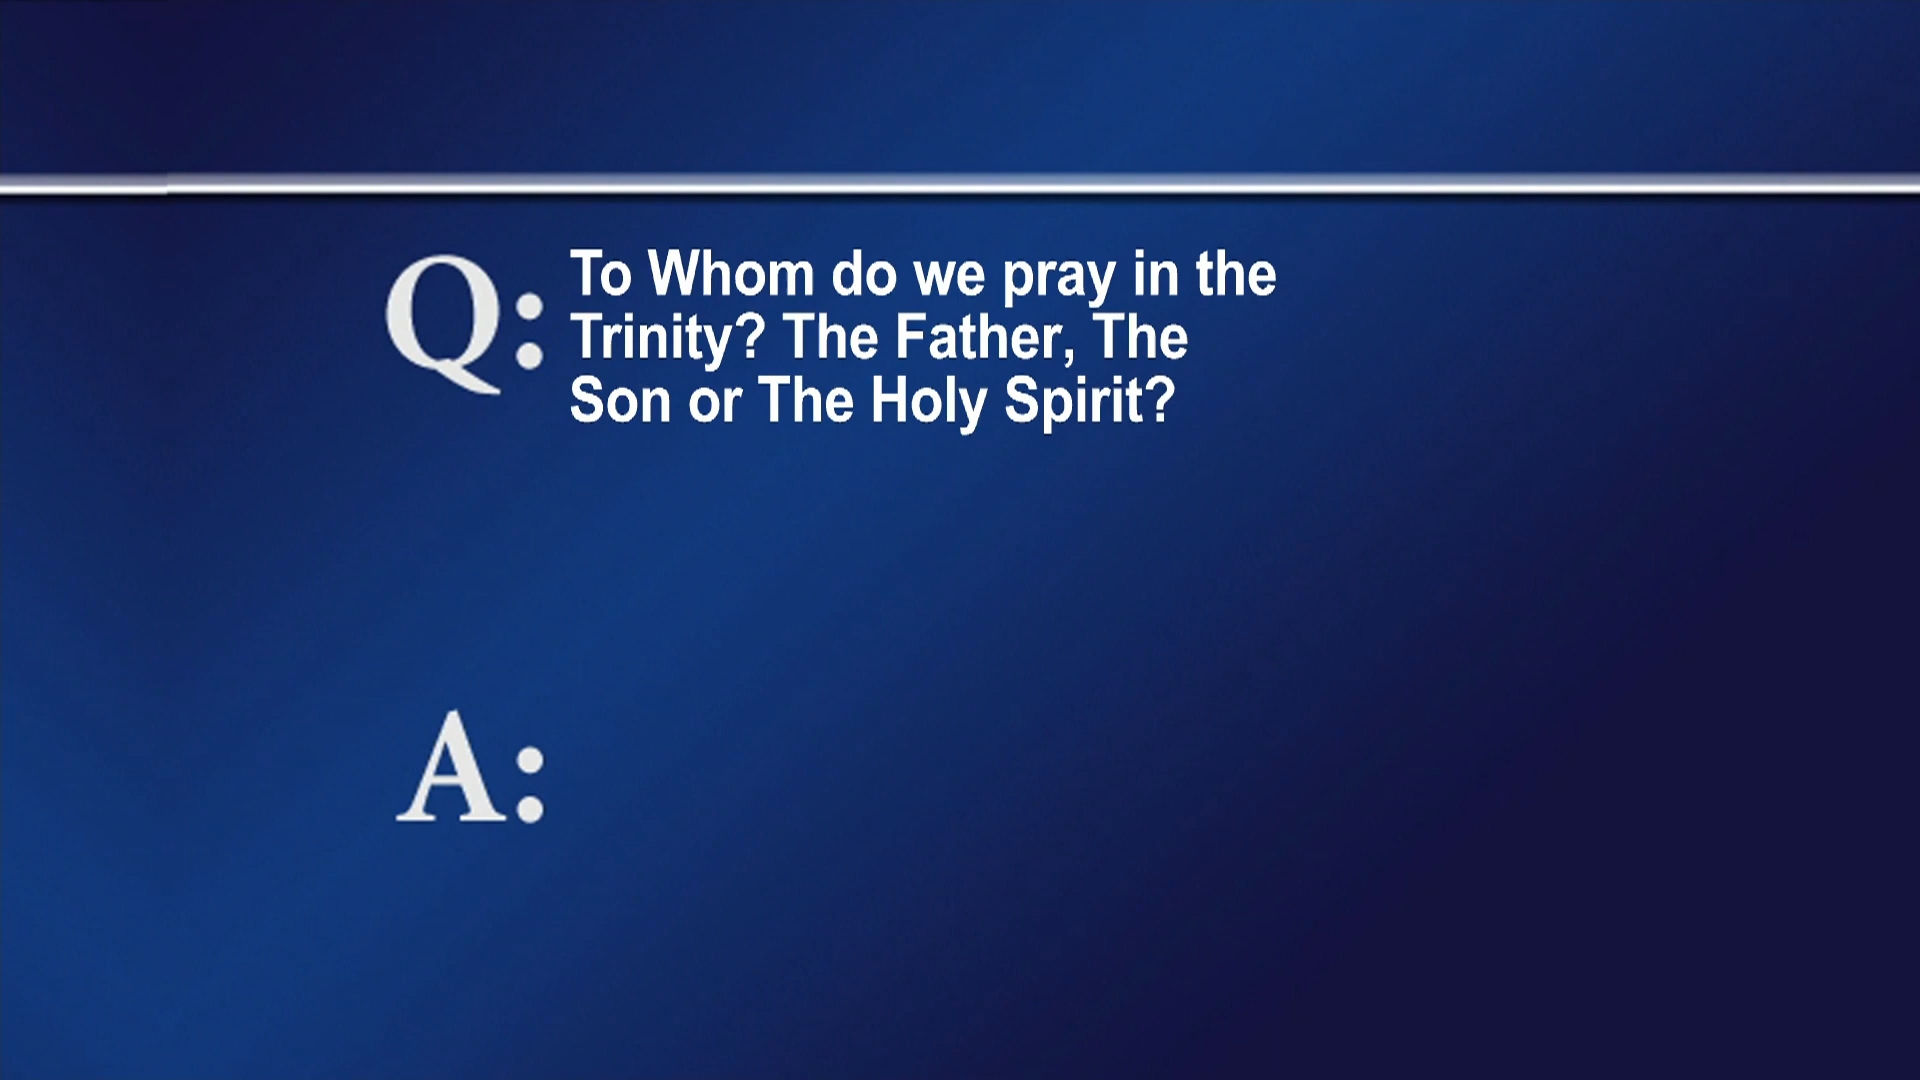 Q: To Whom do we pray in the
Trinity? The Father, The
Son or The Holy Spirit?
A: